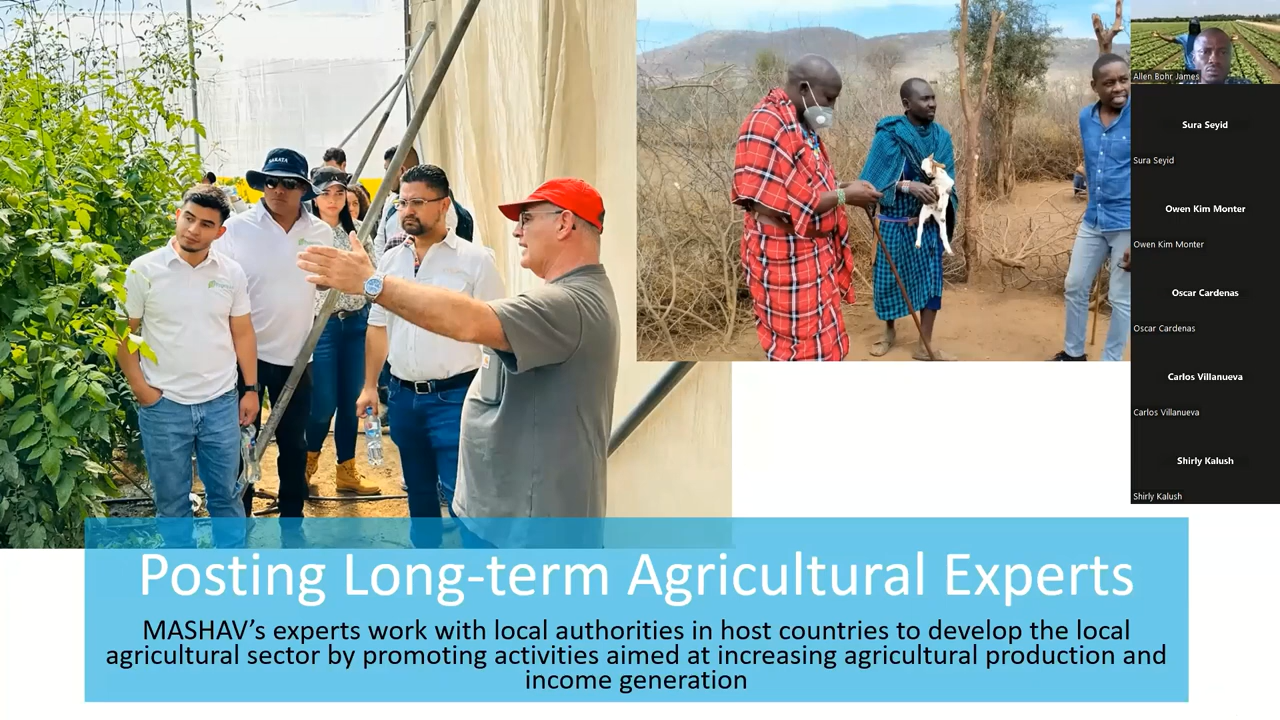 SAKATA
Allen Bohr James
Sura Seyid
Sura Seyid
Owen Kim Monter
Owen Kim Monter
Oscar Cardenas
Oscar Cardenas
Carlos Villanueva
Carlos Villanueva
Shirly Kalush
Shirly Kalush
Posting Long-term Agricultural Experts
MASHAV’s experts work with local authorities in host countries to develop the local
agricultural sector by promoting activities aimed at increasing agricultural production and
income generation